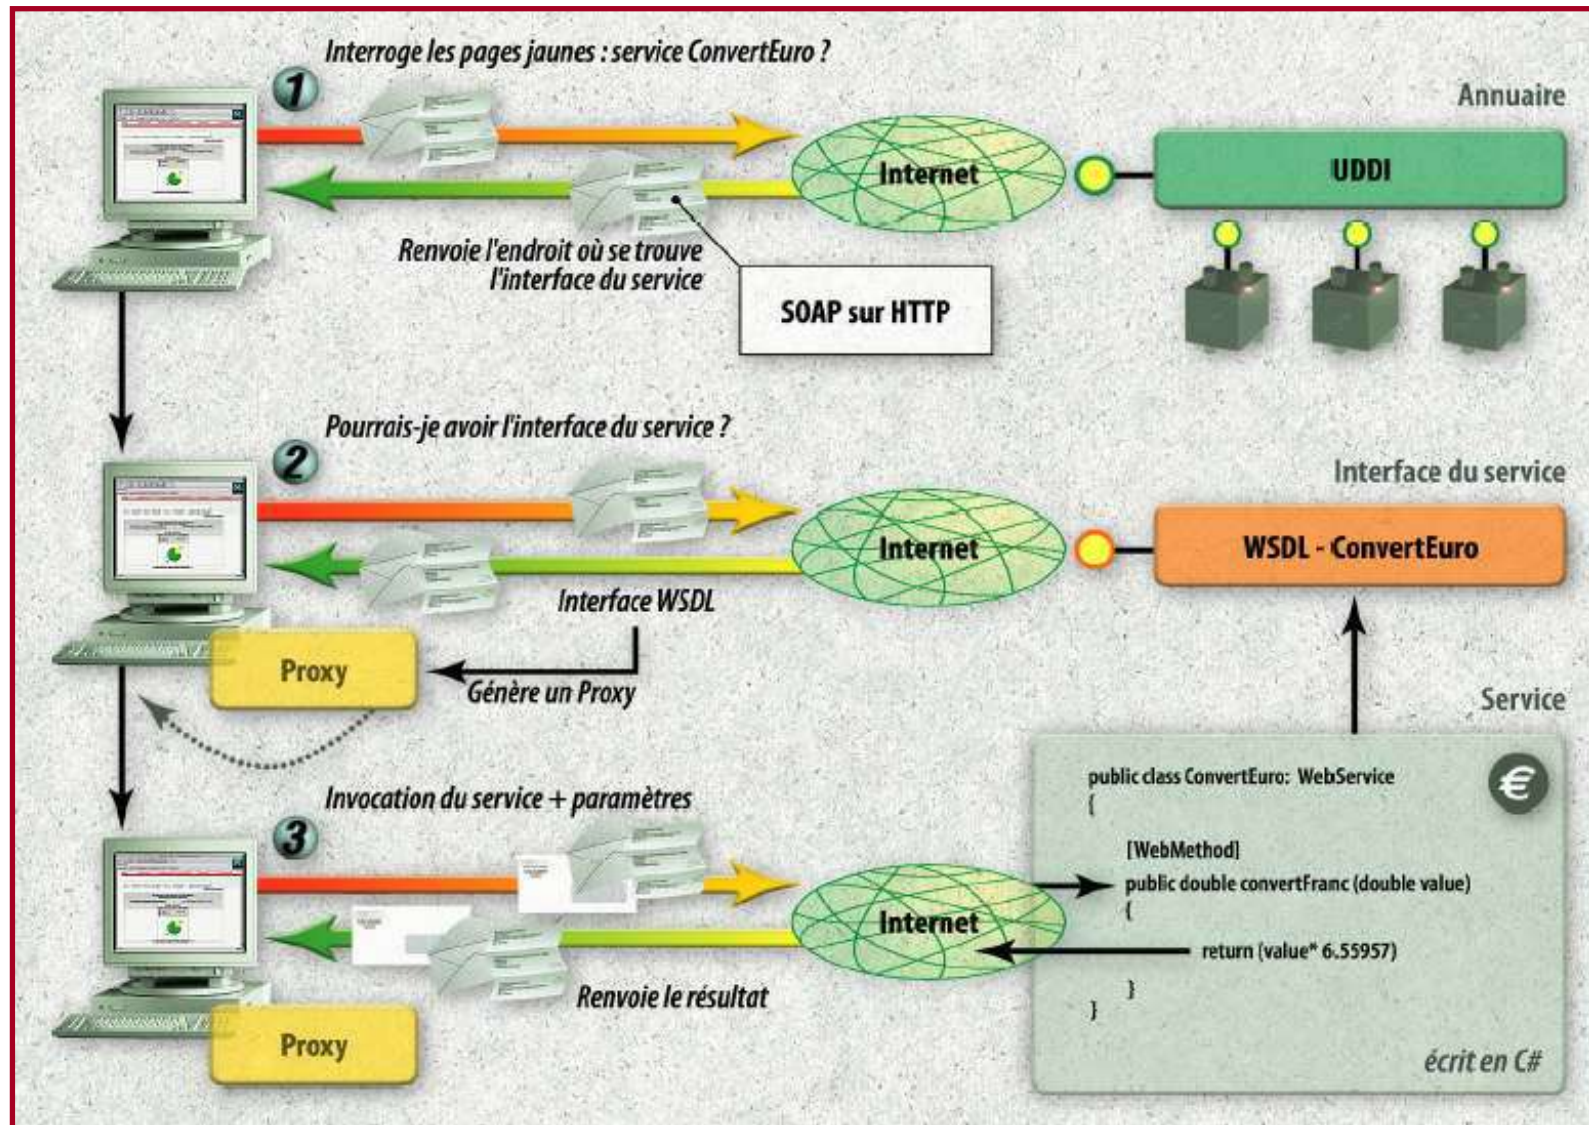 1
Interroge les pages jaunes : service ConvertEuro ?
Annuaire
Internet
UDDI
Renvoie l'endroit où se trouve
l'interface du service
SOAP sur HTTP
2
Pourrais-je avoir l'interface du service ?
Interface du service
Internet
WSDL - ConvertEuro
Interface WSDL
Proxy
Génère un Proxy
Service
3
Invocation du service + paramètres
Internet
Renvoie le résultat
Proxy
public class ConvertEuro: WebService
€
{
[WebMethod]
public double convertFranc (double value)
{
return (value* 6.55957)
}
}
écrit en C#